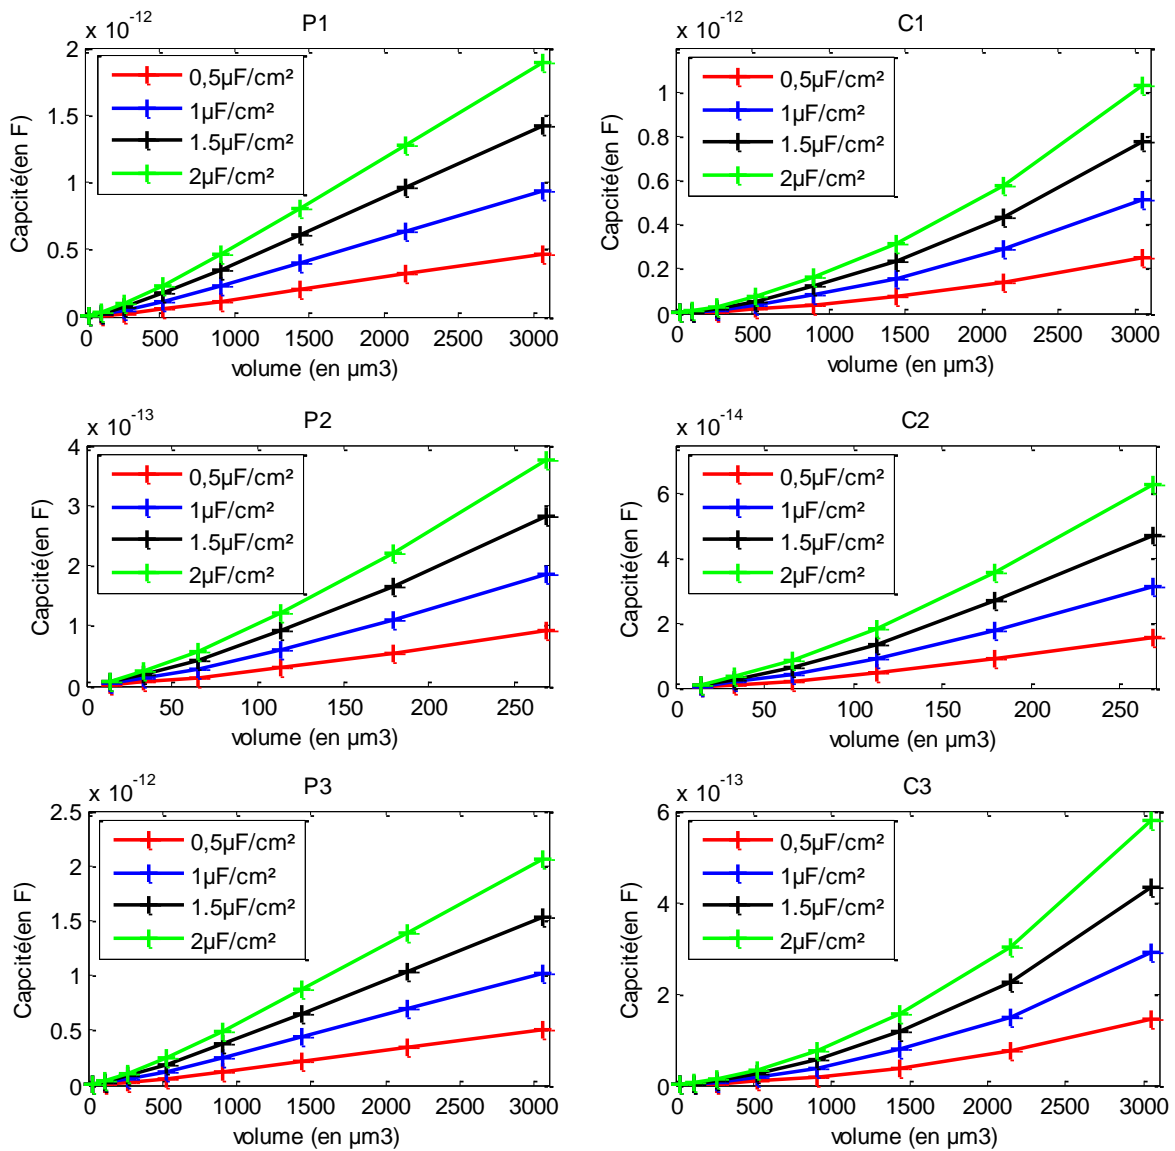 P1
x 10-12
2
1.5
1
0.5
0
0 500 1000 1500 2000 2500 3000
Capcité(en F)
volume (en µm3)
0,5µF/cm²
1µF/cm²
1.5µF/cm²
2µF/cm²
C1
x 10-12
1
0.8
0.6
0.4
0.2
0
0 500 1000 1500 2000 2500 3000
Capcité(en F)
volume (en µm3)
0,5µF/cm²
1µF/cm²
1.5µF/cm²
2µF/cm²
P2
x 10-13
4
3
2
1
0
0 50 100 150 200 250
Capcité(en F)
volume (en µm3)
0,5µF/cm²
1µF/cm²
1.5µF/cm²
2µF/cm²
C2
x 10-14
6
4
2
0
0 50 100 150 200 250
Capcité(en F)
volume (en µm3)
0,5µF/cm²
1µF/cm²
1.5µF/cm²
2µF/cm²
P3
x 10-12
2.5
2
1.5
1
0.5
0
0 500 1000 1500 2000 2500 3000
Capcité(en F)
volume (en µm3)
0,5µF/cm²
1µF/cm²
1.5µF/cm²
2µF/cm²
C3
x 10-13
6
4
2
0
0 500 1000 1500 2000 2500 3000
Capcité(en F)
volume (en µm3)
0,5µF/cm²
1µF/cm²
1.5µF/cm²
2µF/cm²